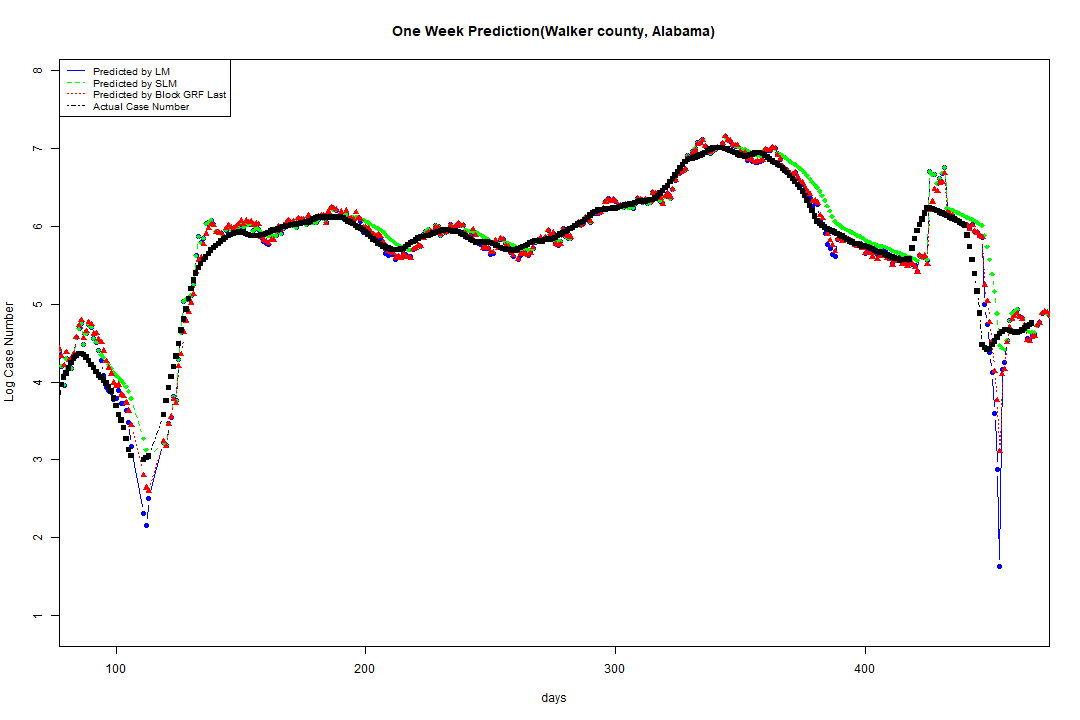 One Week Prediction(Walker county, Alabama)
Predicted by LM
Predicted by SLM
Predicted by Block GRF Last
Actual Case Number
8
7
6
5
4
3
2
1
Log Case Number
100 200 300 400
days